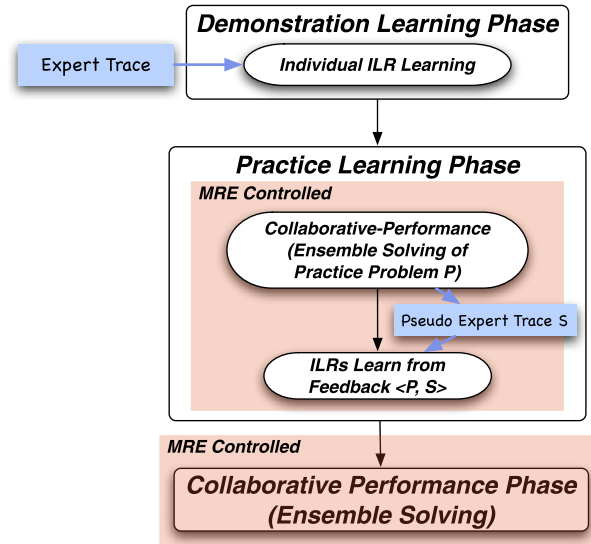 Demonstration Learning Phase
Expert Trace
Individual ILR Learning
Practice Learning Phase
MRE Controlled
Collaborative-Performance
(Ensemble Solving of
Practice Problem P)
Pseudo Expert Trace S
ILRs Learn from
Feedback <P, S>
MRE Controlled
Collaborative Performance Phase
(Ensemble Solving)